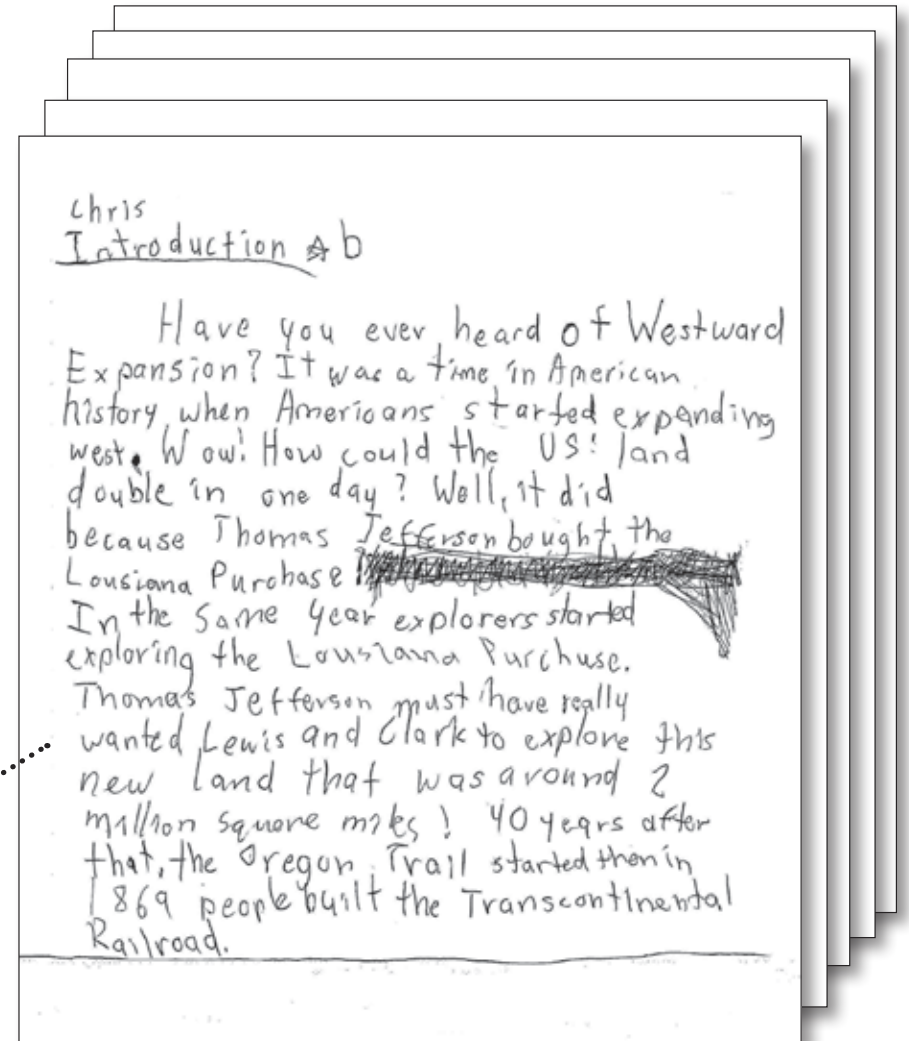 Chris
Introduction ☆ b
Have you ever heard of Westward
Expansion? It was a time in American
history when Americans started expanding
west. Wow! How could the US! land
double in one day? Well, it did
because Thomas Jefferson bought the
Lousiana Purchase
In the same year explorers started
exploring the Lousiana Purchuse.
Thomas Jefferson must have really
wanted Lewis and Clark to explore this
new land that was around 2
million square miles! 40 years after
that, the Oregon Trail started then in
1869 people built the Transcontinental
Railroad.